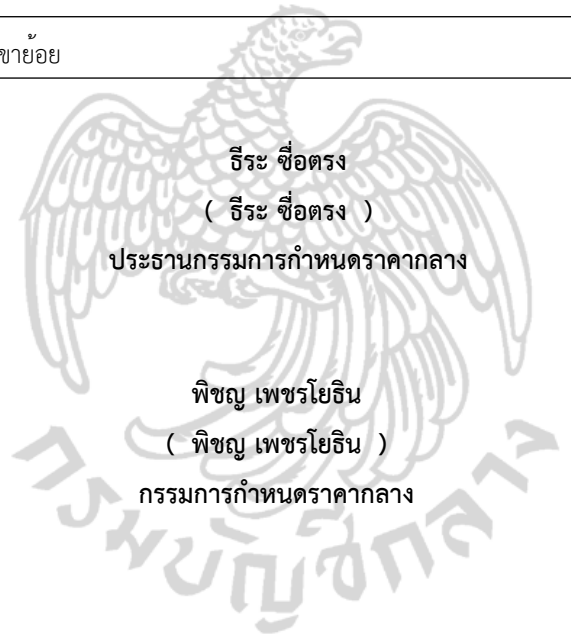 ขาย้อย
ธีระ ซื่อตรง
( ธีระ ซื่อตรง )
ประธานกรรมการกำหนดราคากลาง
พิชญ เพชรโยธิน
( พิชญ เพชรโยธิน )
กรรมการกำหนดราคากลาง
กรมบัญชีกลาง